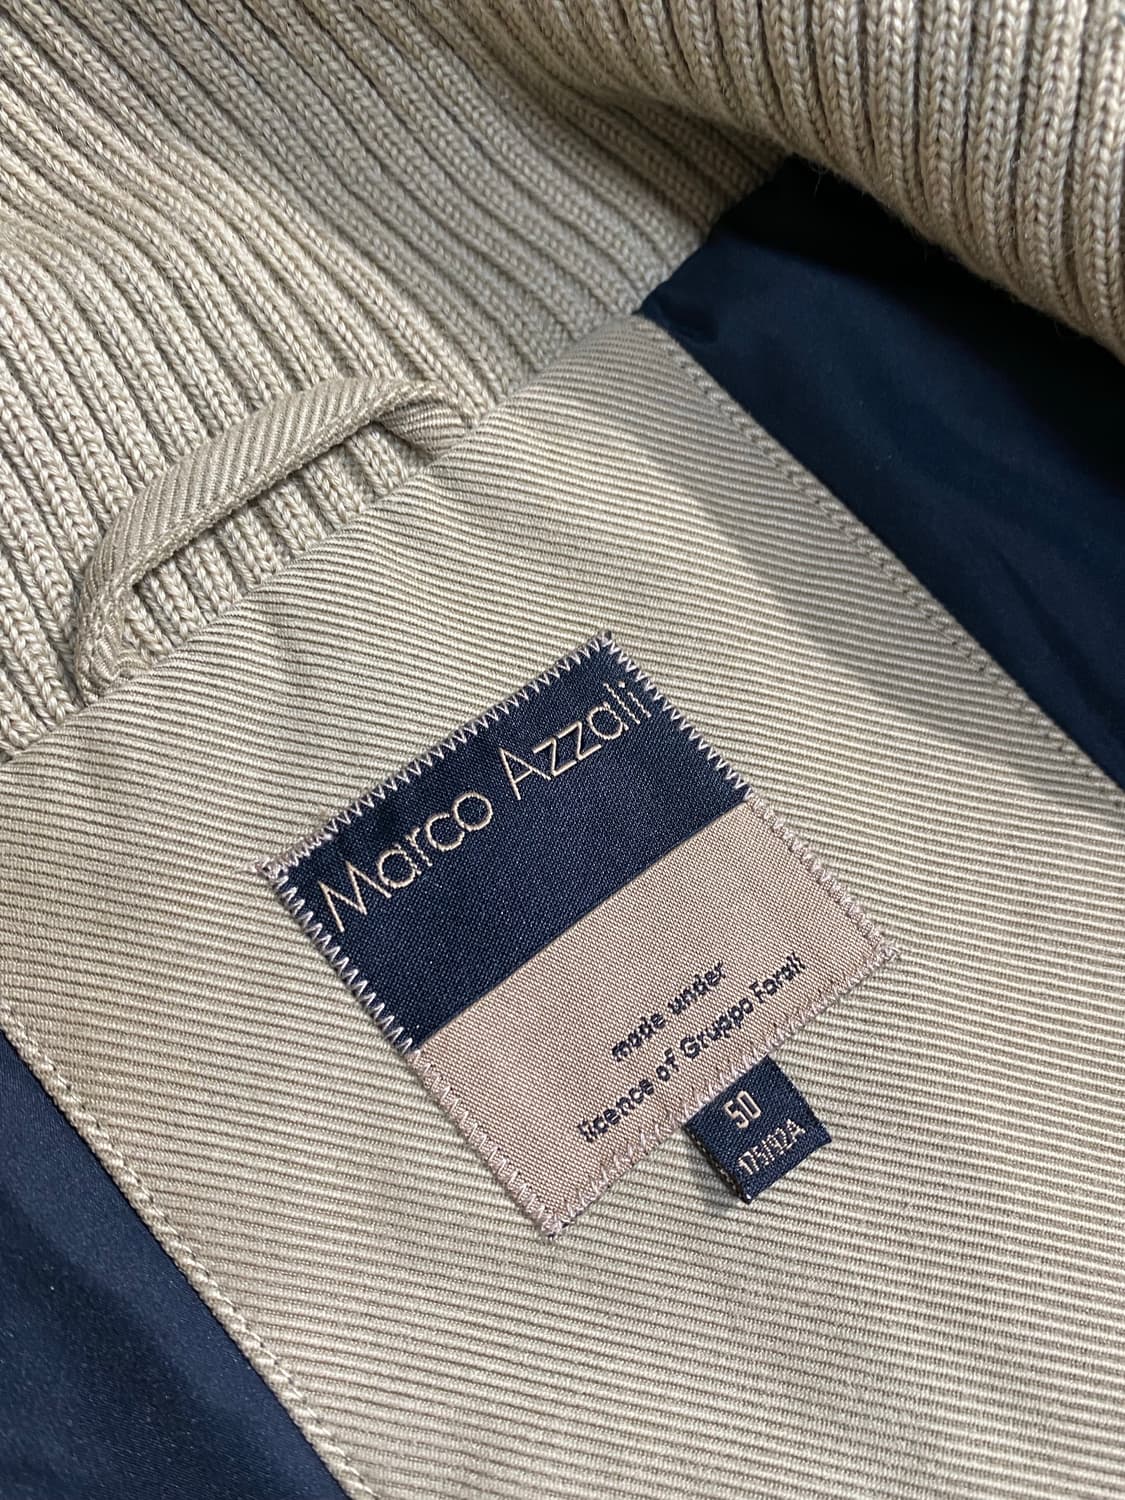 Marco Azzali
made under
licence of Gruppo Forall
50